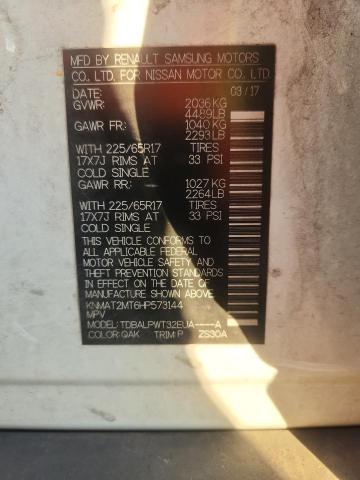 MFD BY RENAULT SAMSUNG MOTORS
CO., LTD. FOR NISSAN MOTOR CO., LTD.
DATE: 03/17
GVWR: 2036KG
4489LB
GAWR FR: 1040KG
2293LB
WITH 225/65R17 TIRES
17X7J RIMS AT 33 PSI
COLD SINGLE
GAWR RR: 1027KG
2264LB
WITH 225/65R17 TIRES
17X7J RIMS AT 33 PSI
COLD SINGLE
THIS VEHICLE CONFORMS TO
ALL APPLICABLE FEDERAL
MOTOR VEHICLE SAFETY AND
THEFT PREVENTION STANDARDS
IN EFFECT ON THE DATE OF
MANUFACTURE SHOWN ABOVE.
KNMAT2MT6HP573144
MPV
MODEL: TDBALPWT32EUA----A
COLOR: QAK TRIM: P ZS30A